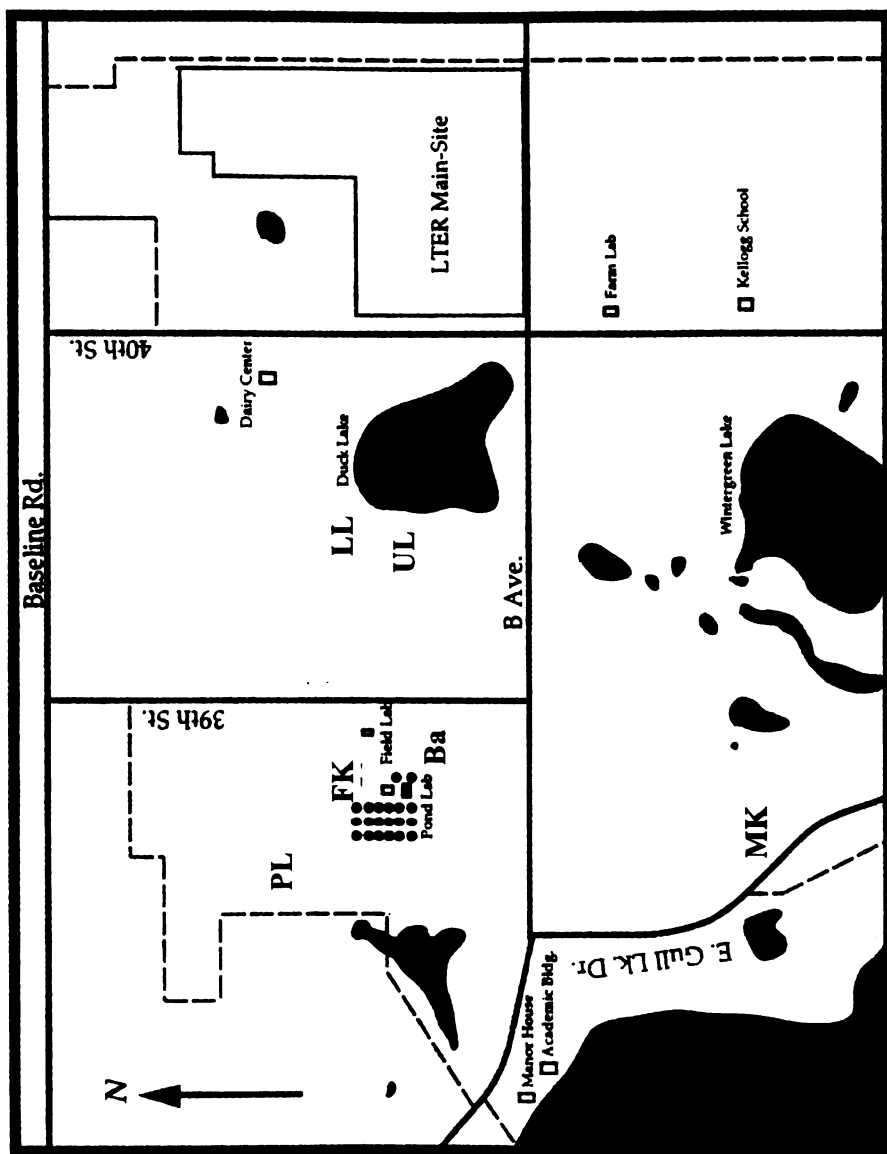 Baseline Rd.
40th St.
39th St.
B Ave.
E. Gull Lk. Dr.
N
LTER Main-Site
Dairy Center
Duck Lake
LL
UL
FK
Field Lab
Ba
Pond Lab
PL
Manor House
Academic Bldg.
MK
Wintergreen Lake
Farm Lab
Kellogg School